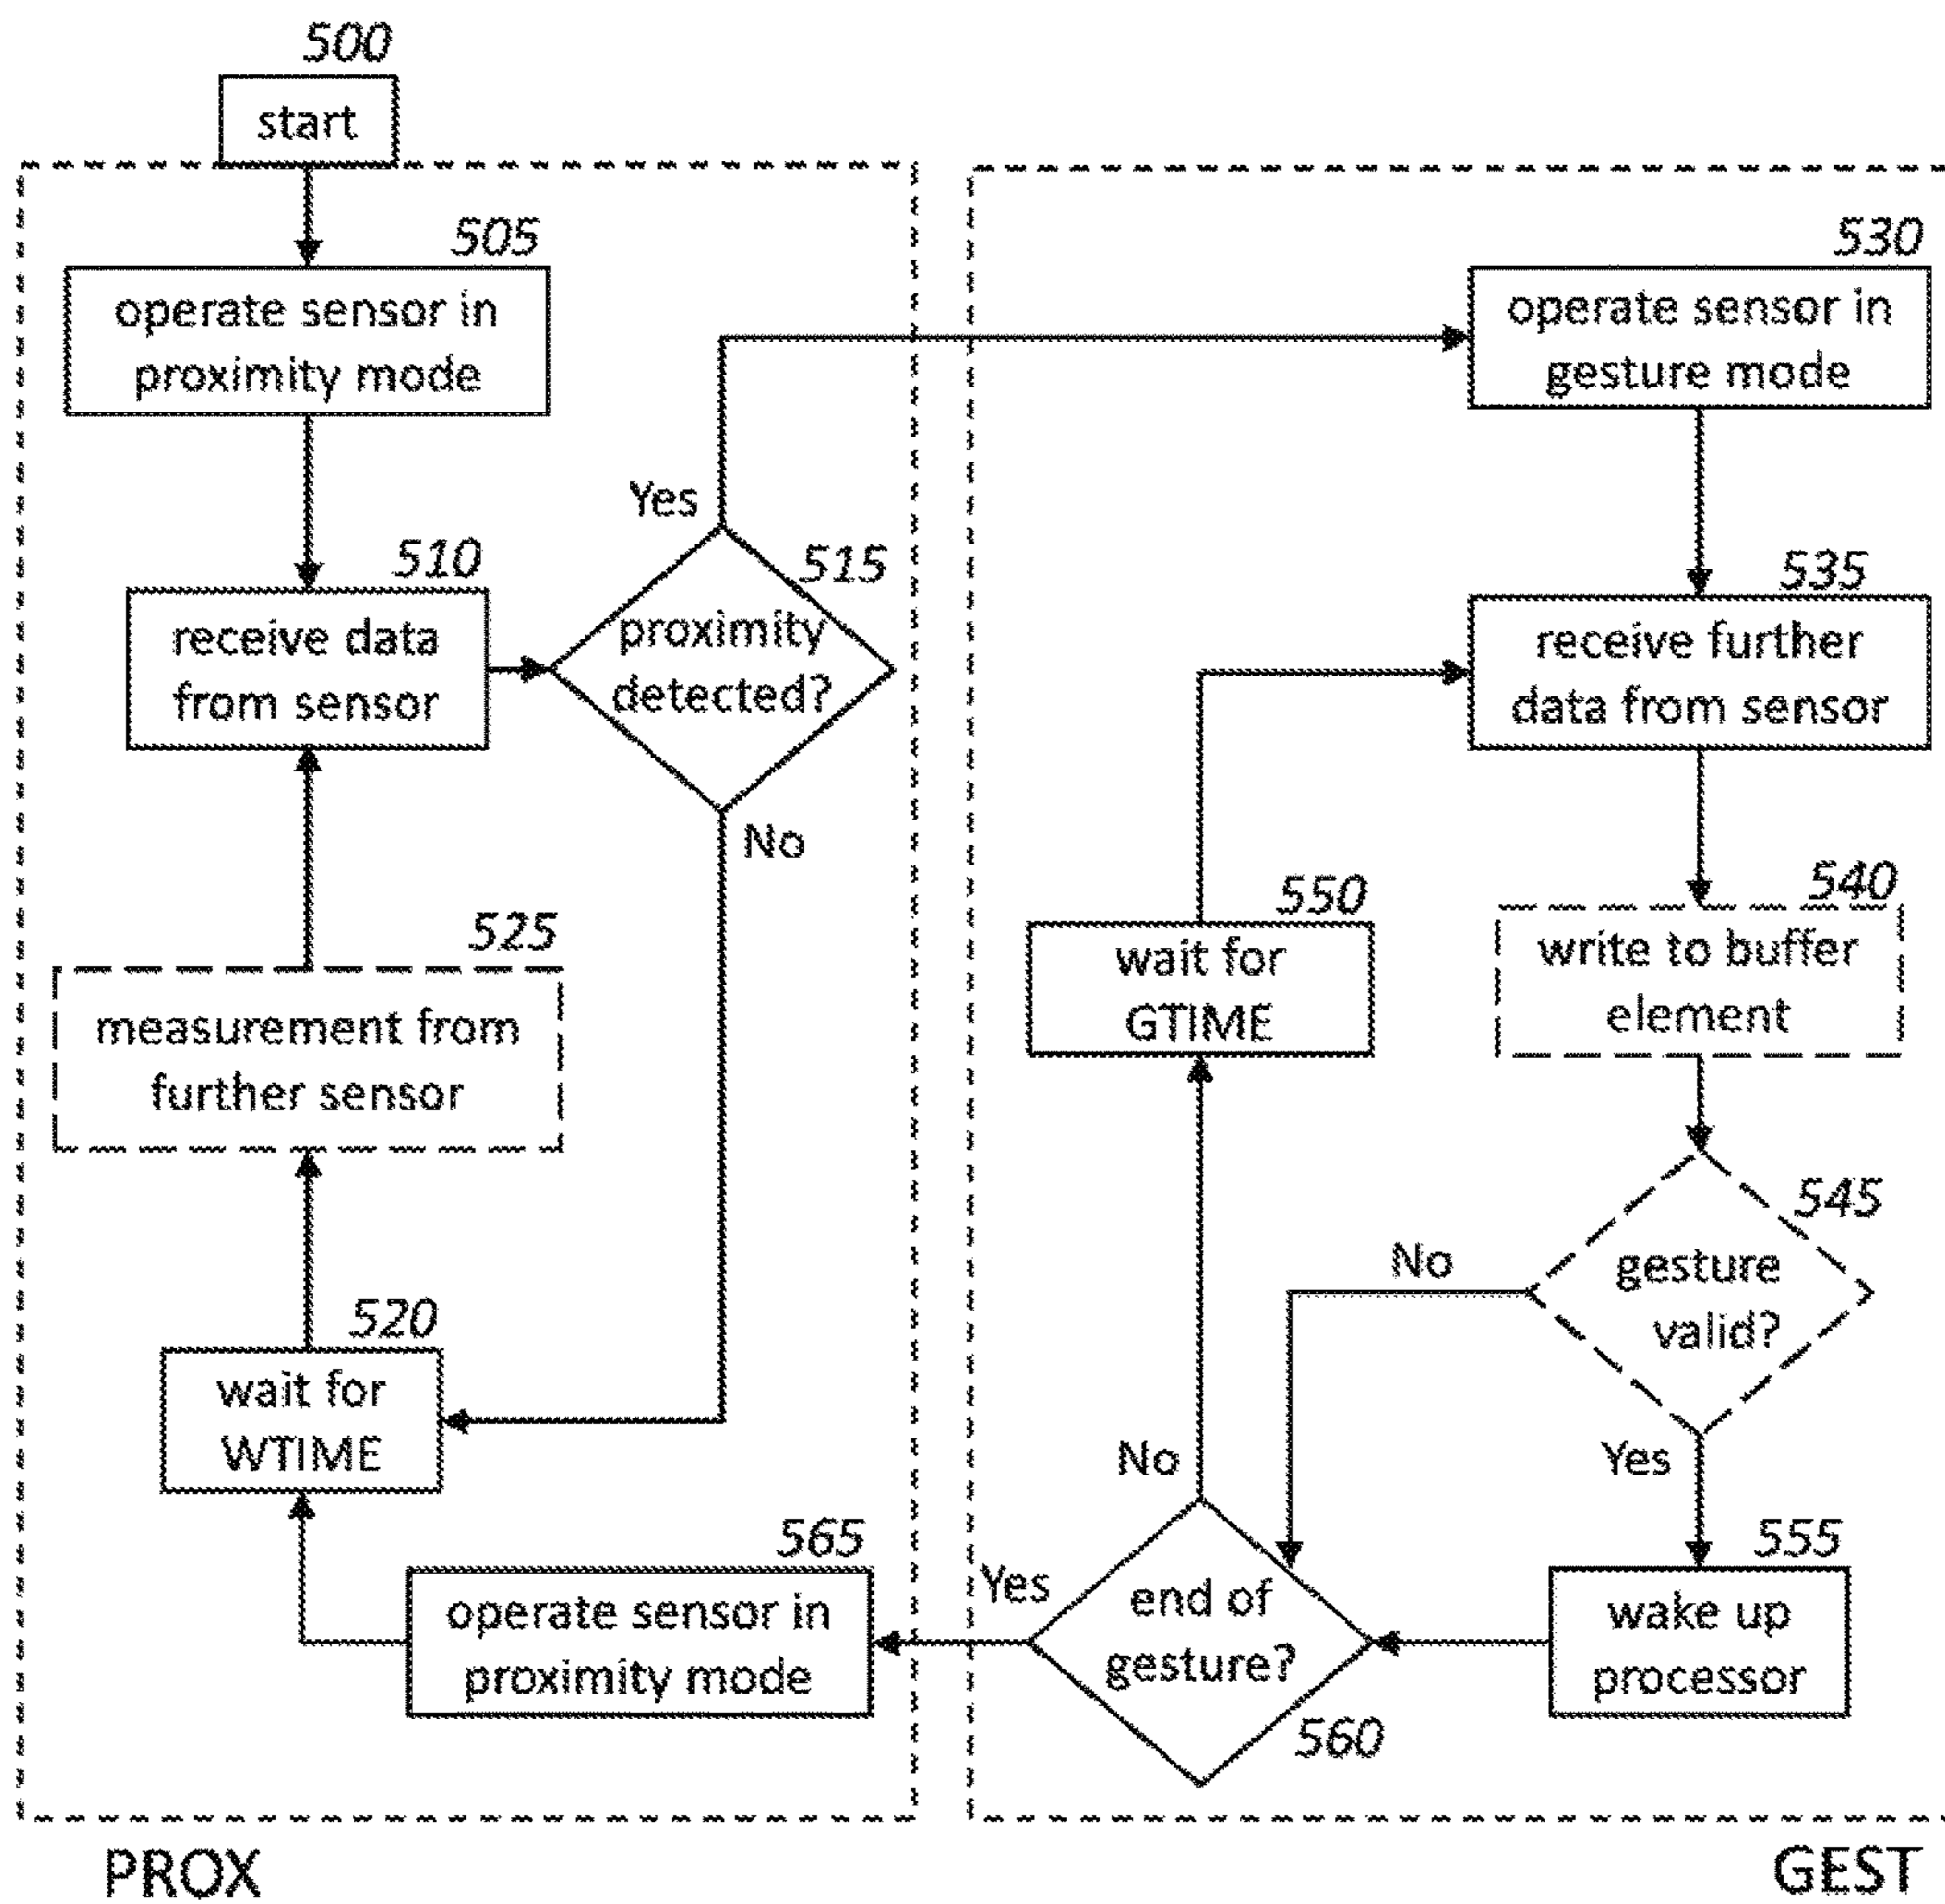 500
start
505
operate sensor in
proximity mode
510
receive data
from sensor
Yes
515
proximity
detected?
No
525
measurement from
further sensor
520
wait for
WTIME
565
operate sensor in
proximity mode
PROX
530
operate sensor in
gesture mode
535
receive further
data from sensor
540
write to buffer
element
550
wait for
GTIME
545
gesture
valid?
No
Yes
555
wake up
processor
No
Yes
end of
gesture?
560
GEST